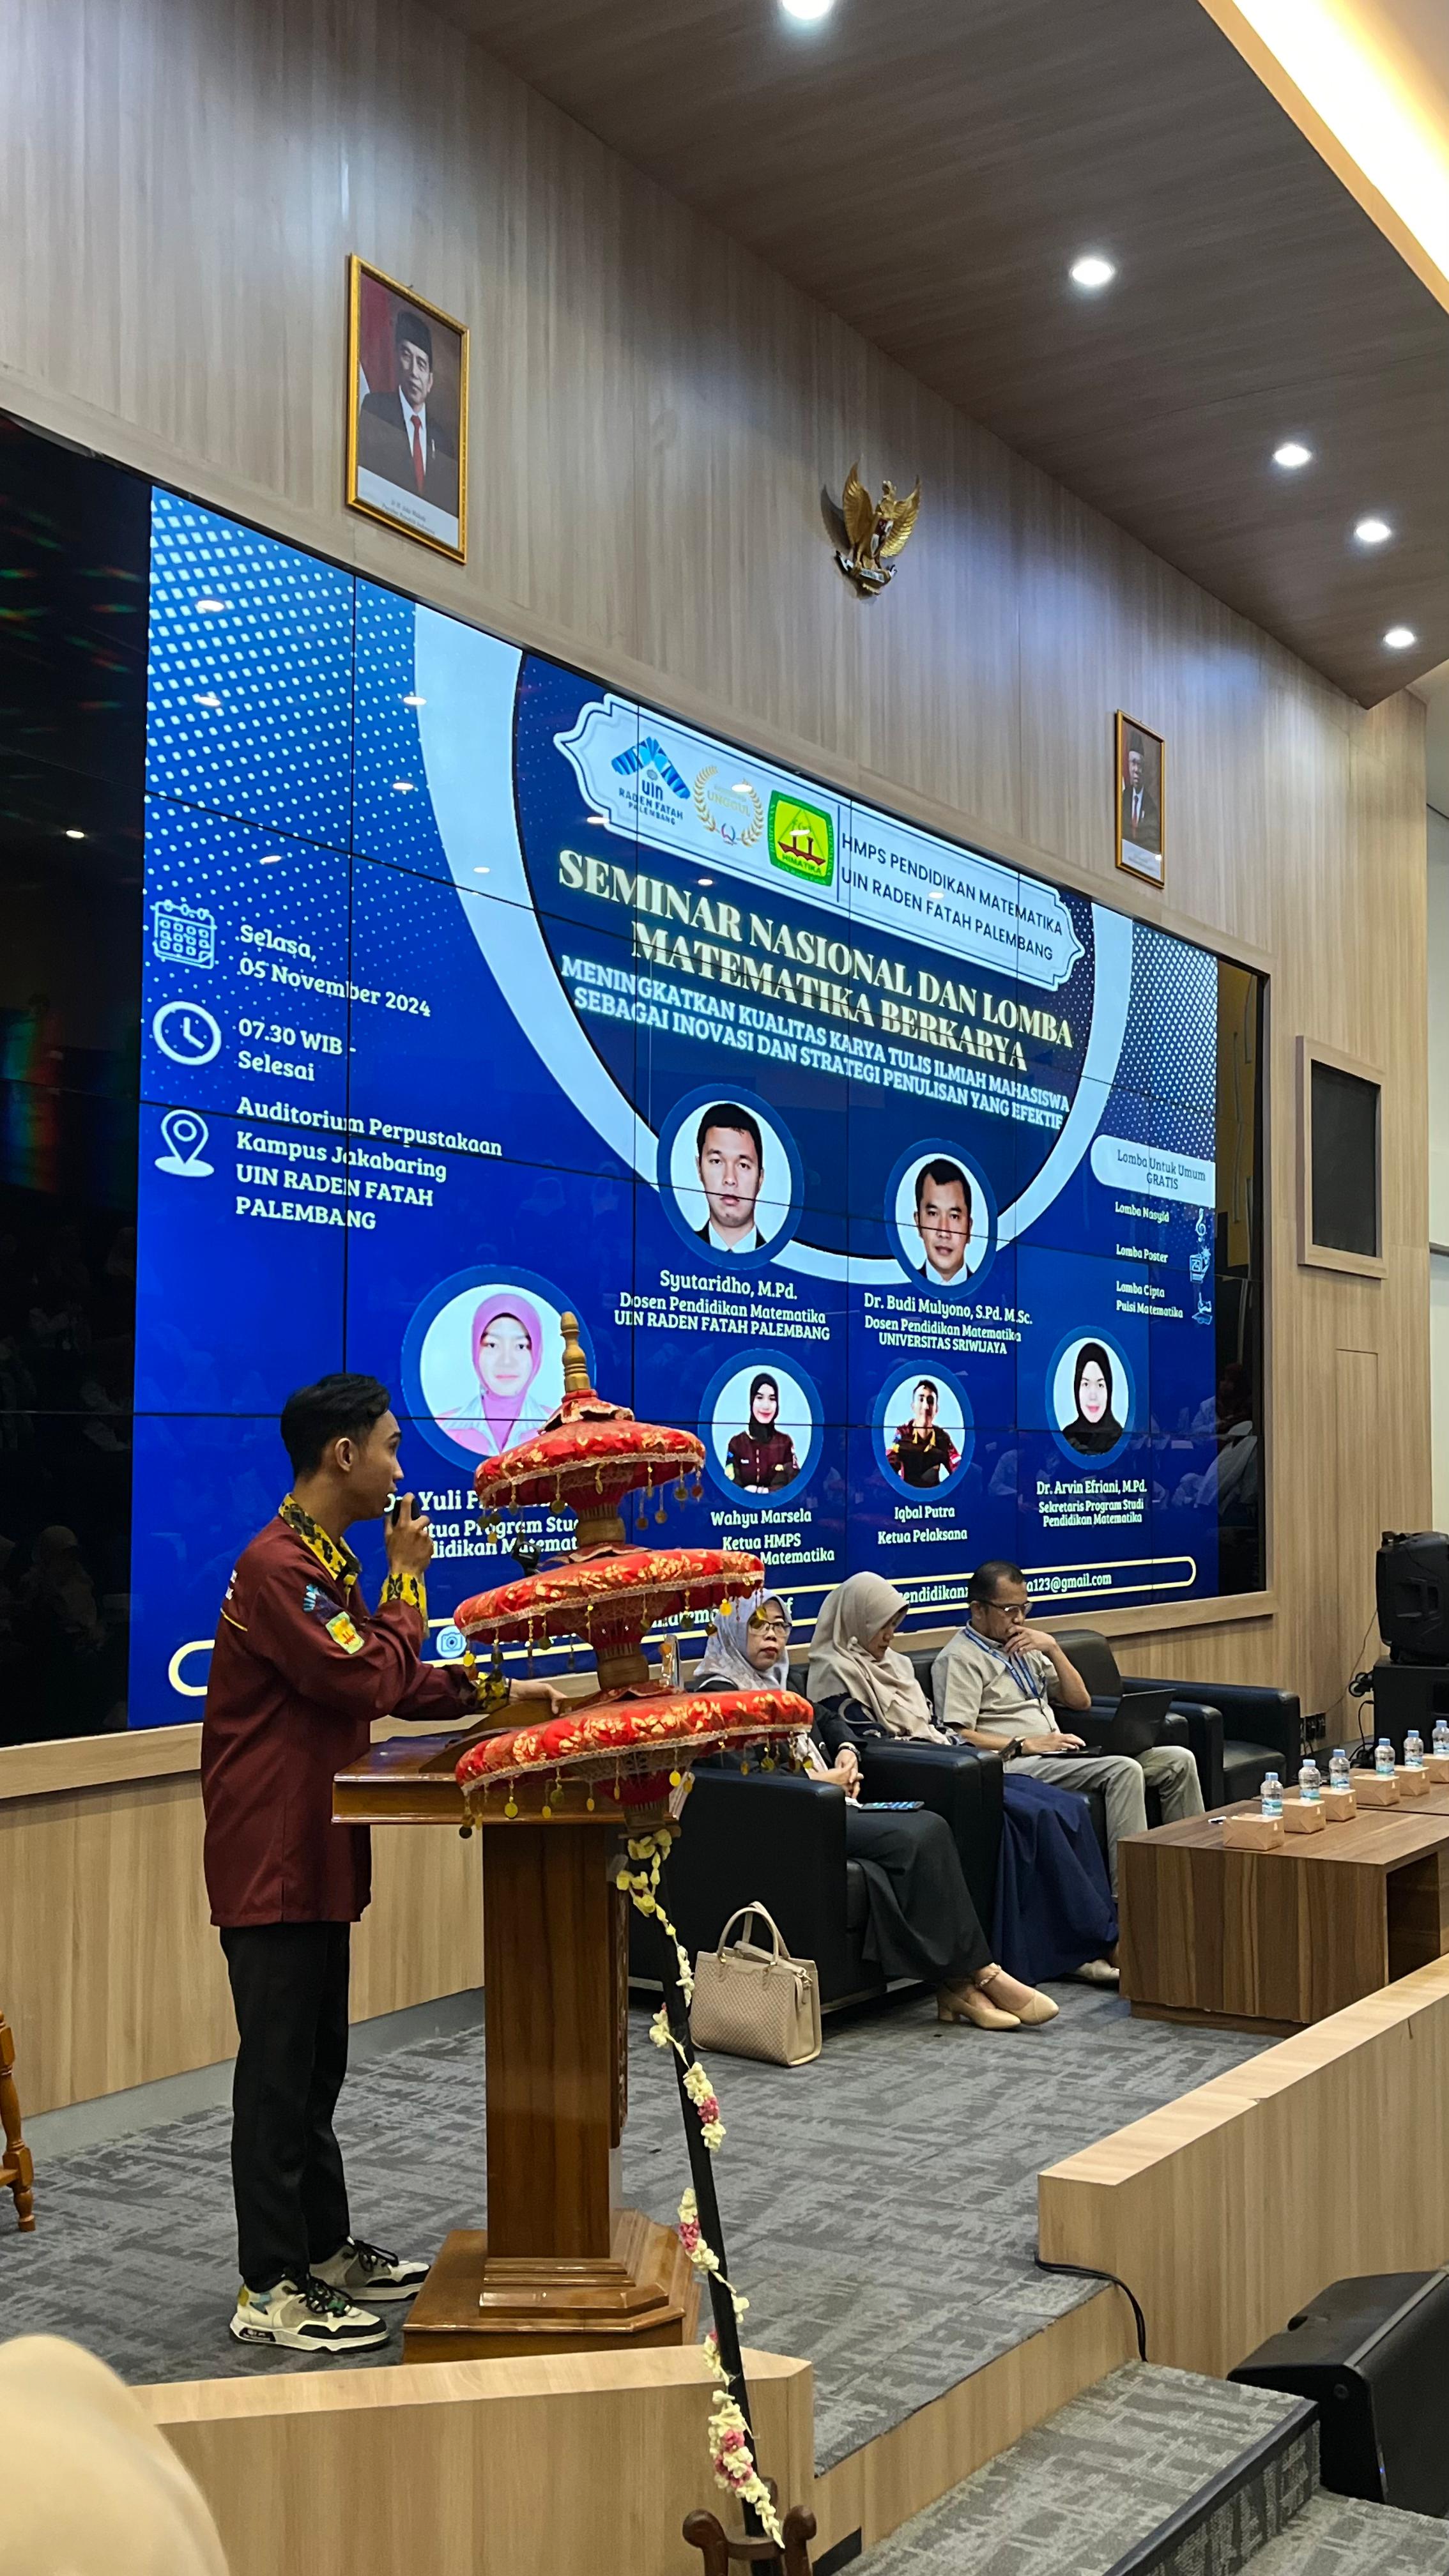 uin
RADEN FATAH
PALEMBANG
UNGGUL
HIMATIKA
HMPS PENDIDIKAN MATEMATIKA
UIN RADEN FATAH PALEMBANG
SEMINAR NASIONAL DAN LOMBA
MATEMATIKA BERKARYA
MENINGKATKAN KUALITAS KARYA TULIS ILMIAH MAHASISWA
SEBAGAI INOVASI DAN STRATEGI PENULISAN YANG EFEKTIF
Selasa,
05 November 2024
07.30 WIB -
Selesai
Auditorium Perpustakaan
Kampus Jakabaring
UIN RADEN FATAH
PALEMBANG
Lomba Untuk Umum
GRATIS
Lomba Nasyid
Lomba Poster
Lomba Cipta
Puisi Matematika
Syutaridho, M.Pd.
Dosen Pendidikan Matematika
UIN RADEN FATAH PALEMBANG
Dr. Budi Mulyono, S.Pd. M.Sc.
Dosen Pendidikan Matematika
UNIVERSITAS SRIWIJAYA
Yuli
Program
Wahyu Marsela
Ketua HMPS
Matematika
Iqbal Putra
Ketua Pelaksana
Dr. Arvin Efriani, M.Pd.
Sekretaris Program Studi
Pendidikan Matematika
a123@gmail.com